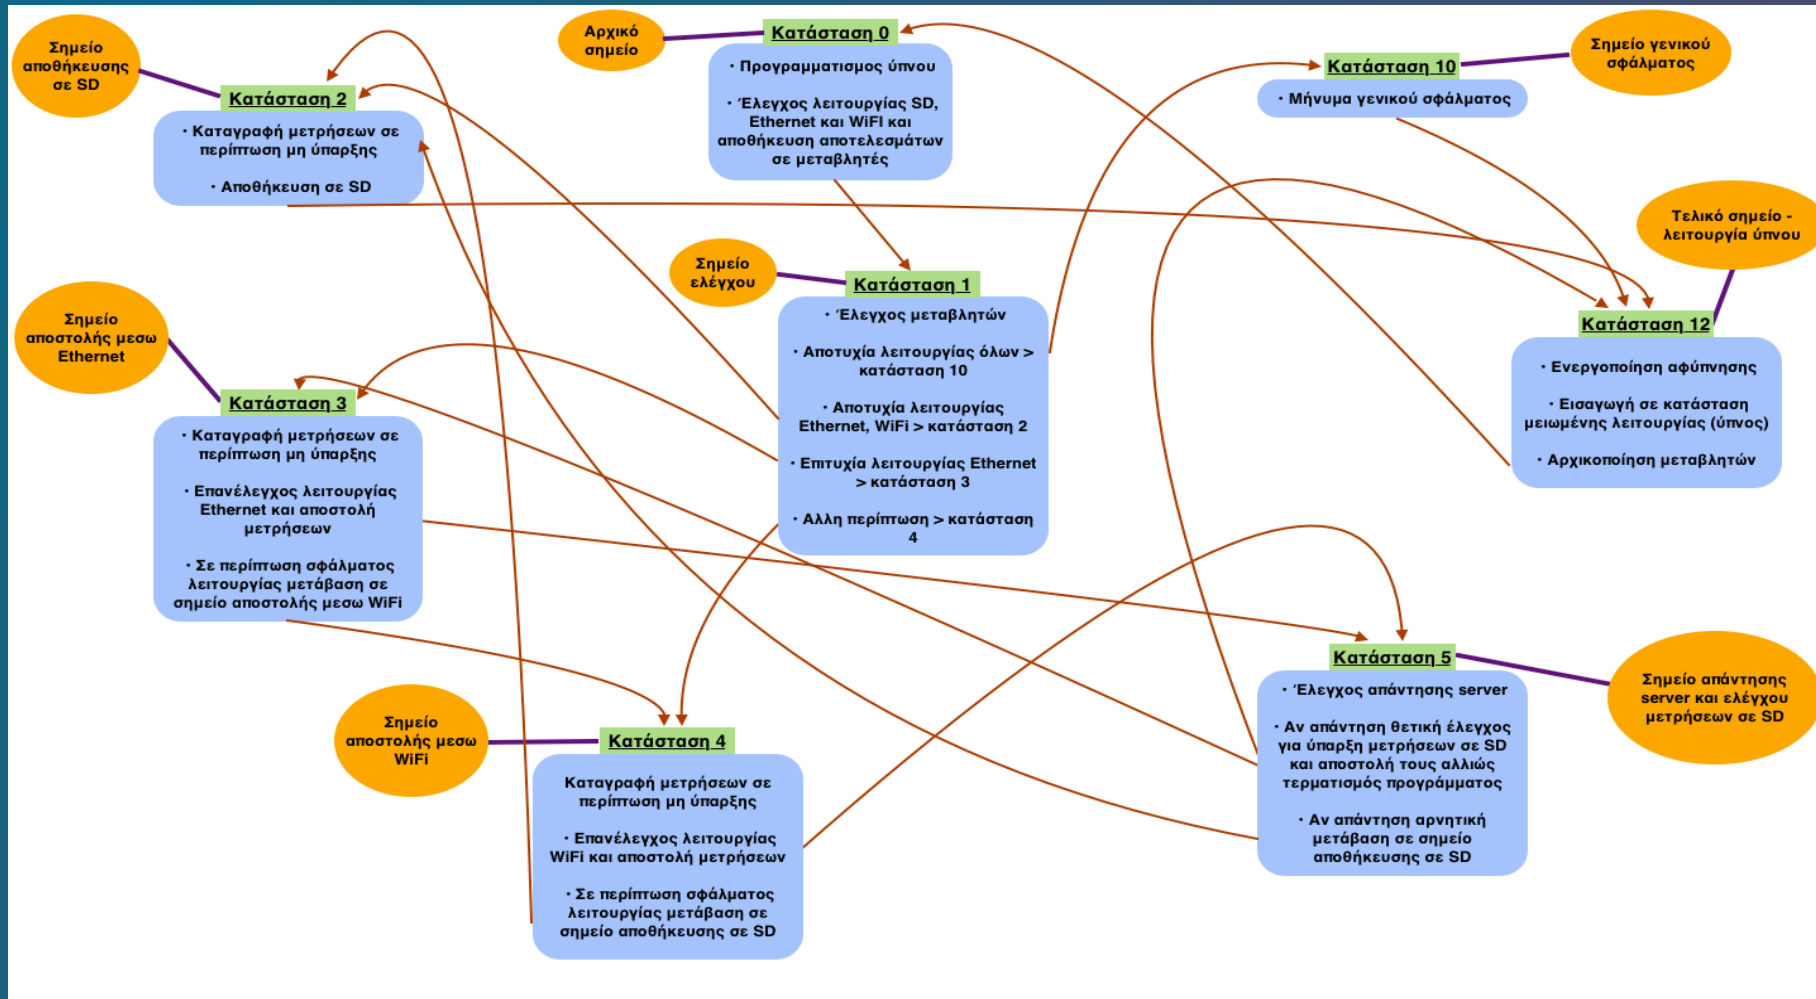 Σημείο
αποθήκευσης
σε SD
Κατάσταση 2
· Καταγραφή μετρήσεων σε
περίπτωση μη ύπαρξης
· Αποθήκευση σε SD
Αρχικό
σημείο
Κατάσταση 0
· Προγραμματισμος ύπνου
· Έλεγχος λειτουργίας SD,
Ethernet και WiFI και
αποθήκευση αποτελεσμάτων
σε μεταβλητές
Κατάσταση 10
· Μήνυμα γενικού σφάλματος
Σημείο γενικού
σφάλματος
Τελικό σημείο -
λειτουργία ύπνου
Κατάσταση 12
· Ενεργοποίηση αφύπνησης
· Εισαγωγή σε κατάσταση
μειωμένης λειτουργίας (ύπνος)
· Αρχικοποίηση μεταβλητών
Σημείο
ελέγχου
Κατάσταση 1
· Έλεγχος μεταβλητών
· Αποτυχία λειτουργίας όλων >
κατάσταση 10
· Αποτυχία λειτουργίας
Ethernet, WiFi > κατάσταση 2
· Επιτυχία λειτουργίας Ethernet
> κατάσταση 3
· Αλλη περίπτωση > κατάσταση
4
Σημείο
αποστολής μεσω
Ethernet
Κατάσταση 3
· Καταγραφή μετρήσεων σε
περίπτωση μη ύπαρξης
· Επανέλεγχος λειτουργίας
Ethernet και αποστολή
μετρήσεων
· Σε περίπτωση σφάλματος
λειτουργίας μετάβαση σε
σημείο αποστολής μεσω WiFi
Σημείο
αποστολής μεσω
WiFi
Κατάσταση 4
Καταγραφή μετρήσεων σε
περίπτωση μη ύπαρξης
· Επανέλεγχος λειτουργίας
WiFi και αποστολή μετρήσεων
· Σε περίπτωση σφάλματος
λειτουργίας μετάβαση σε
σημείο αποθήκευσης σε SD
Κατάσταση 5
· Έλεγχος απάντησης server
· Αν απάντηση θετική έλεγχος
για ύπαρξη μετρήσεων σε SD
και αποστολή τους αλλιώς
τερματισμός προγράμματος
· Αν απάντηση αρνητική
μετάβαση σε σημείο
αποθήκευσης σε SD
Σημείο απάντησης
server και ελέγχου
μετρήσεων σε SD